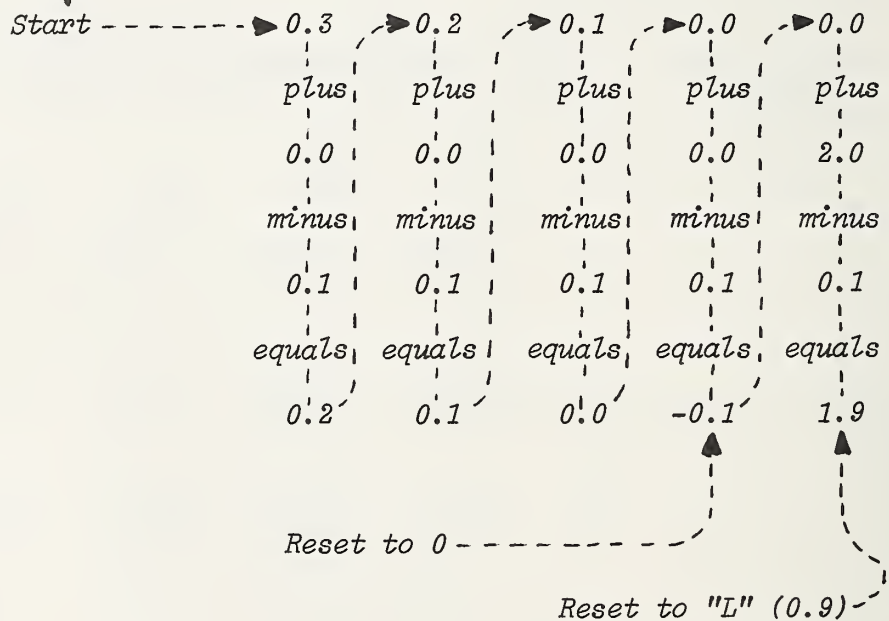 Start 0.3 0.2 0.1 0.0 0.0
plus plus plus plus plus
0.0 0.0 0.0 0.0 2.0
minus minus minus minus minus
0.1 0.1 0.1 0.1 0.1
equals equals equals equals equals
0.2 0.1 0.0 -0.1 1.9
Reset to 0
Reset to "L" (0.9)